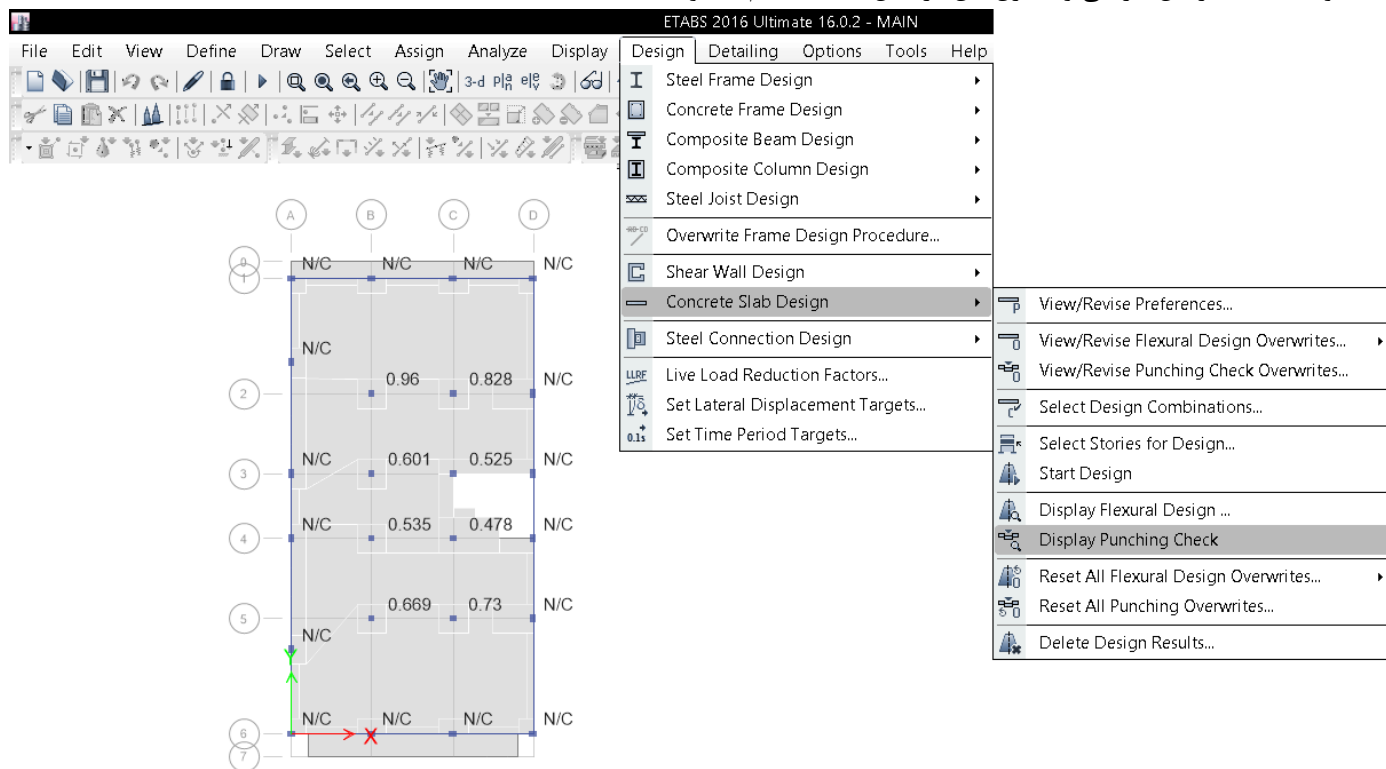 ETABS 2016 Ultimate 16.0.2 - MAIN
File Edit View Define Draw Select Assign Analyze Display Design Detailing Options Tools Help
3-d
Steel Frame Design
Concrete Frame Design
Composite Beam Design
Composite Column Design
Steel Joist Design
Overwrite Frame Design Procedure...
Shear Wall Design
Concrete Slab Design
Steel Connection Design
LLRF Live Load Reduction Factors...
Set Lateral Displacement Targets...
0.1s Set Time Period Targets...
View/Revise Preferences...
View/Revise Flexural Design Overwrites...
View/Revise Punching Check Overwrites...
Select Design Combinations...
Select Stories for Design...
Start Design
Display Flexural Design ...
Display Punching Check
Reset All Flexural Design Overwrites...
Reset All Punching Overwrites...
Delete Design Results...
A B C D
0
N/C N/C N/C N/C
1
N/C
0.96 0.828 N/C
2
N/C 0.601 0.525 N/C
3
N/C 0.535 0.478 N/C
4
0.669 0.73 N/C
5
N/C
Y
N/C N/C N/C N/C
6
X
7